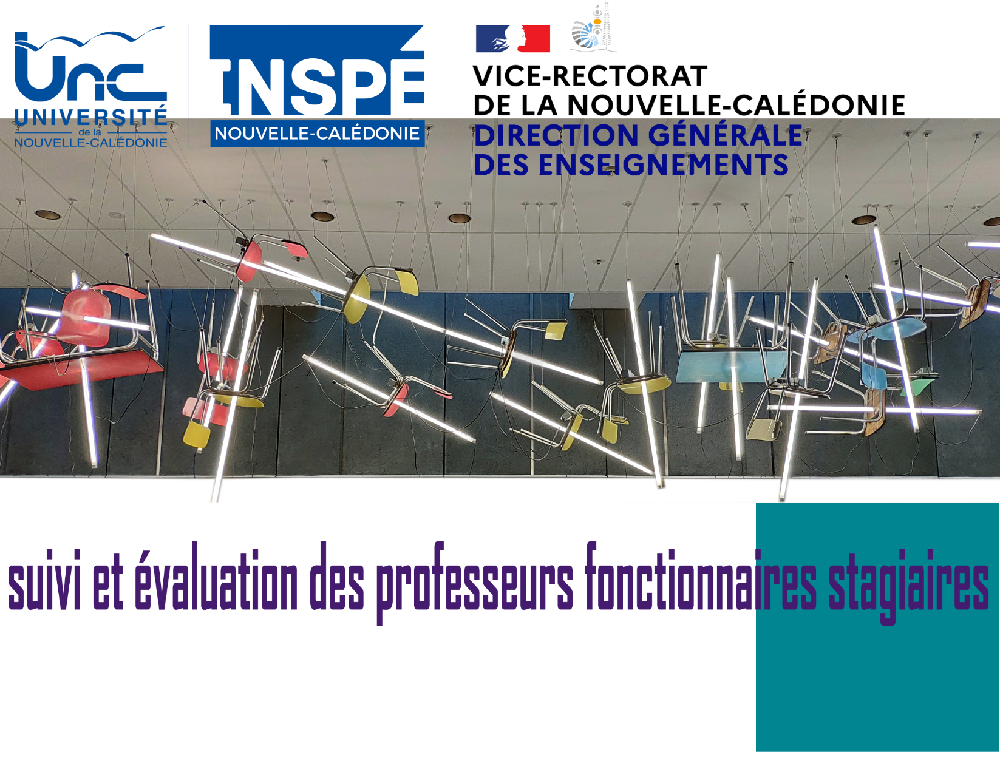 Unc
UNIVERSITÉ
de la
NOUVELLE-CALÉDONIE
INSPÉ
NOUVELLE-CALÉDONIE
VICE-RECTORAT
DE LA NOUVELLE-CALÉDONIE
DIRECTION GÉNÉRALE
DES ENSEIGNEMENTS
suivi et évaluation des professeurs fonctionnaires stagiaires